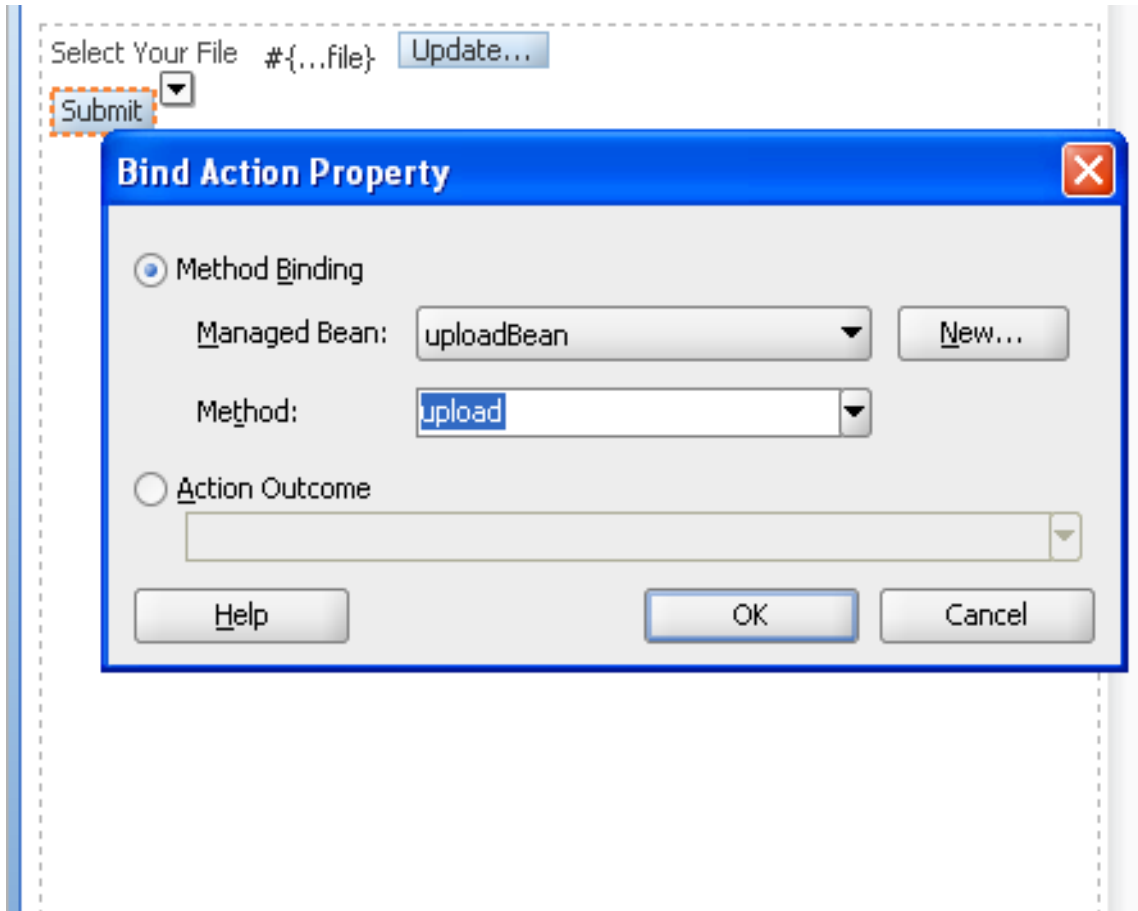 Select Your File #{...file} Update...
Submit
Bind Action Property
Method Binding
Managed Bean: uploadBean New...
Method: upload
Action Outcome
Help OK Cancel